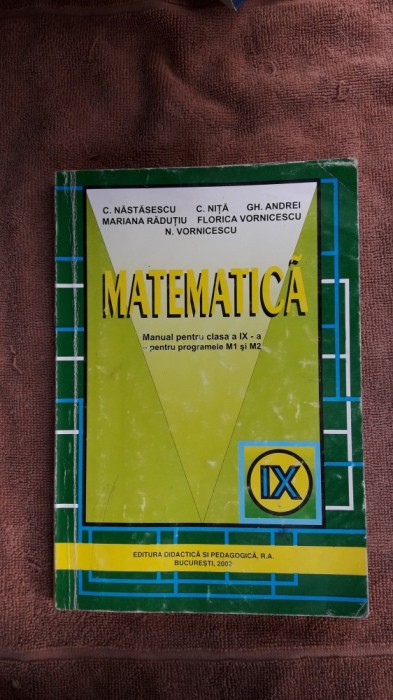 C. NĂSTĂSESCU C. NIȚĂ GH. ANDREI
MARIANA RĂDUȚIU FLORICA VORNICESCU
N. VORNICESCU
MATEMATICĂ
Manual pentru clasa a IX - a
- pentru programele M1 și M2
IX
EDITURA DIDACTICĂ SI PEDAGOGICĂ, R.A.
BUCUREȘTI, 2002